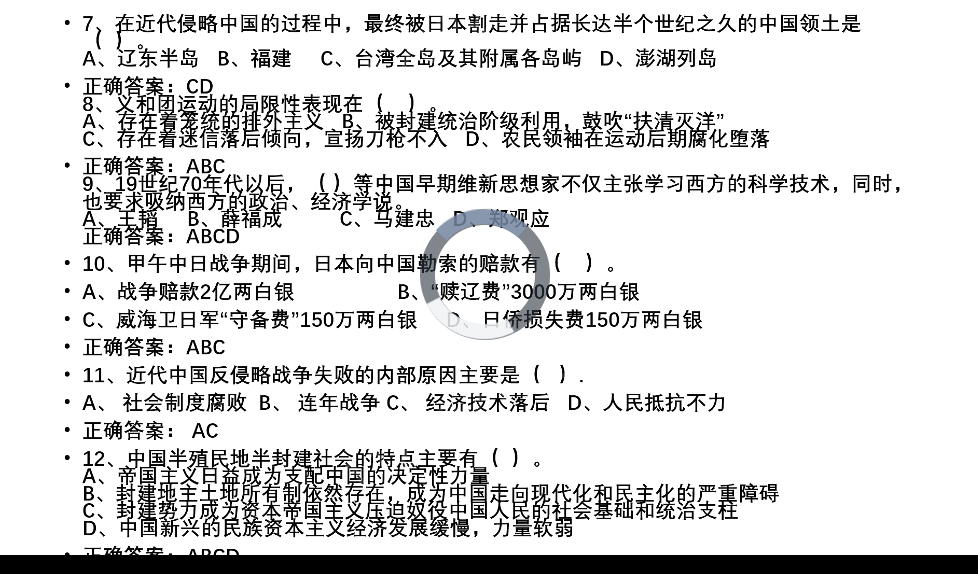 • 7、在近代侵略中国的过程中，最终被日本割走并占据长达半个世纪之久的中国领土是
（ ）。
A、辽东半岛 B、福建 C、台湾全岛及其附属各岛屿 D、澎湖列岛
• 正确答案：CD
8、义和团运动的局限性表现在（ ）。
A、存在着笼统的排外主义 B、被封建统治阶级利用，鼓吹“扶清灭洋”
C、存在着迷信落后倾向，宣扬刀枪不入 D、农民领袖在运动后期腐化堕落
• 正确答案：ABC
9、19世纪70年代以后，（ ）等中国早期维新思想家不仅主张学习西方的科学技术，同时，
也要求吸纳西方的政治、经济学说。
A、王韬 B、薛福成 C、马建忠 D、郑观应
正确答案：ABCD
• 10、甲午中日战争期间，日本向中国勒索的赔款有（ ）。
• A、战争赔款2亿两白银 B、“赎辽费”3000万两白银
• C、威海卫日军“守备费”150万两白银 D、日侨损失费150万两白银
• 正确答案：ABC
• 11、近代中国反侵略战争失败的内部原因主要是（ ）.
• A、 社会制度腐败 B、 连年战争 C、 经济技术落后 D、人民抵抗不力
• 正确答案： AC
• 12、中国半殖民地半封建社会的特点主要有（ ）。
A、帝国主义日益成为支配中国的决定性力量
B、封建地主土地所有制依然存在，成为中国走向现代化和民主化的严重障碍
C、封建势力成为资本帝国主义压迫奴役中国人民的社会基础和统治支柱
D、中国新兴的民族资本主义经济发展缓慢，力量软弱
• 正确答案：ABCD